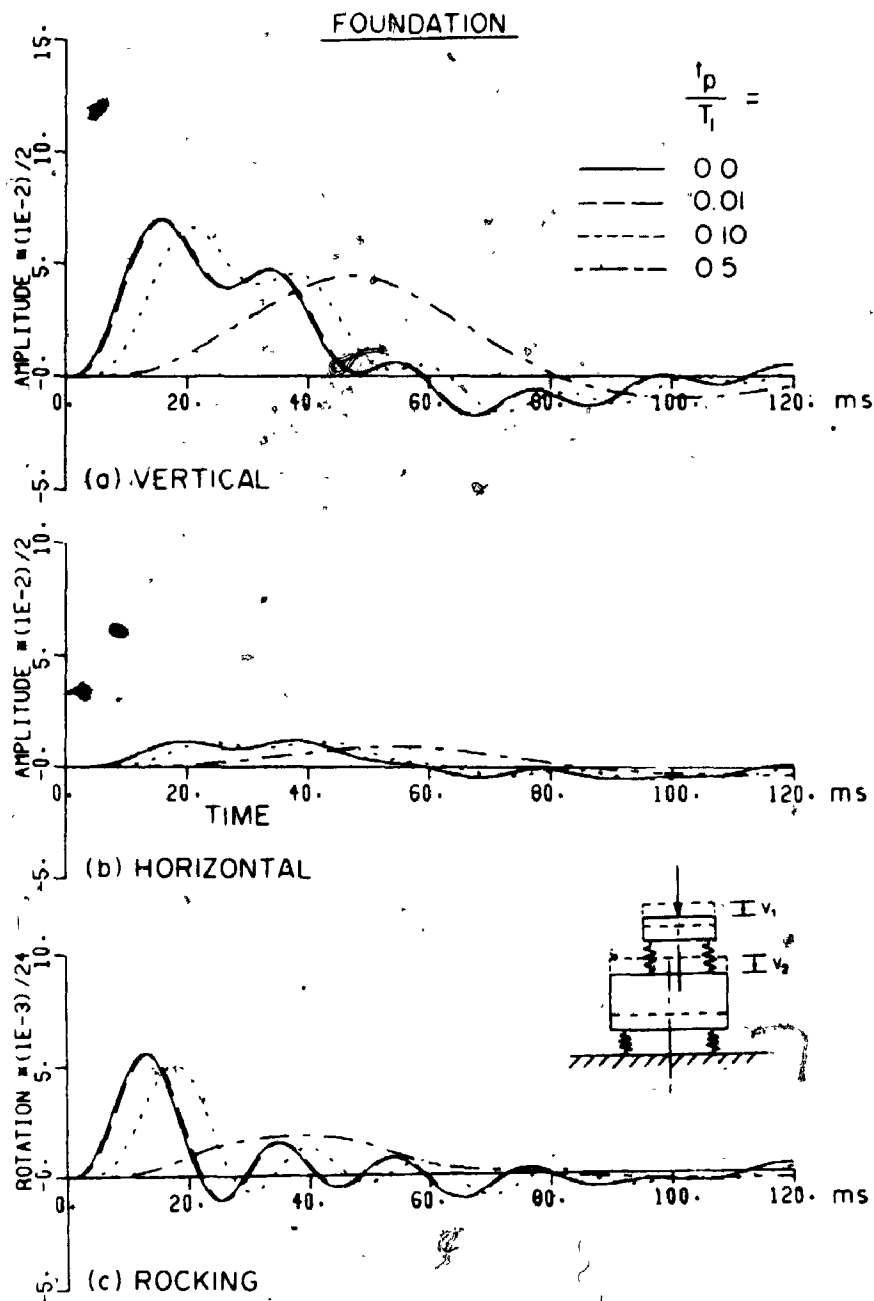 FOUNDATION
tp
T1
=
0.0
0.01
0.10
0.5
AMPLITUDE *(1E-2)/2
15.
10.
5.
-0
-5.
0. 20. 40. 60. 80. 100. 120. ms
(a) VERTICAL
AMPLITUDE *(1E-2)/2
10.
5.
-0.
-5.
0. 20. 40. 60. 80. 100. 120. ms
TIME
(b) HORIZONTAL
V1
V2
ROTATION *(1E-3)/24
10.
5.
-0.
-5.
0. 20. 40. 60. 80. 100. 120. ms
(c) ROCKING